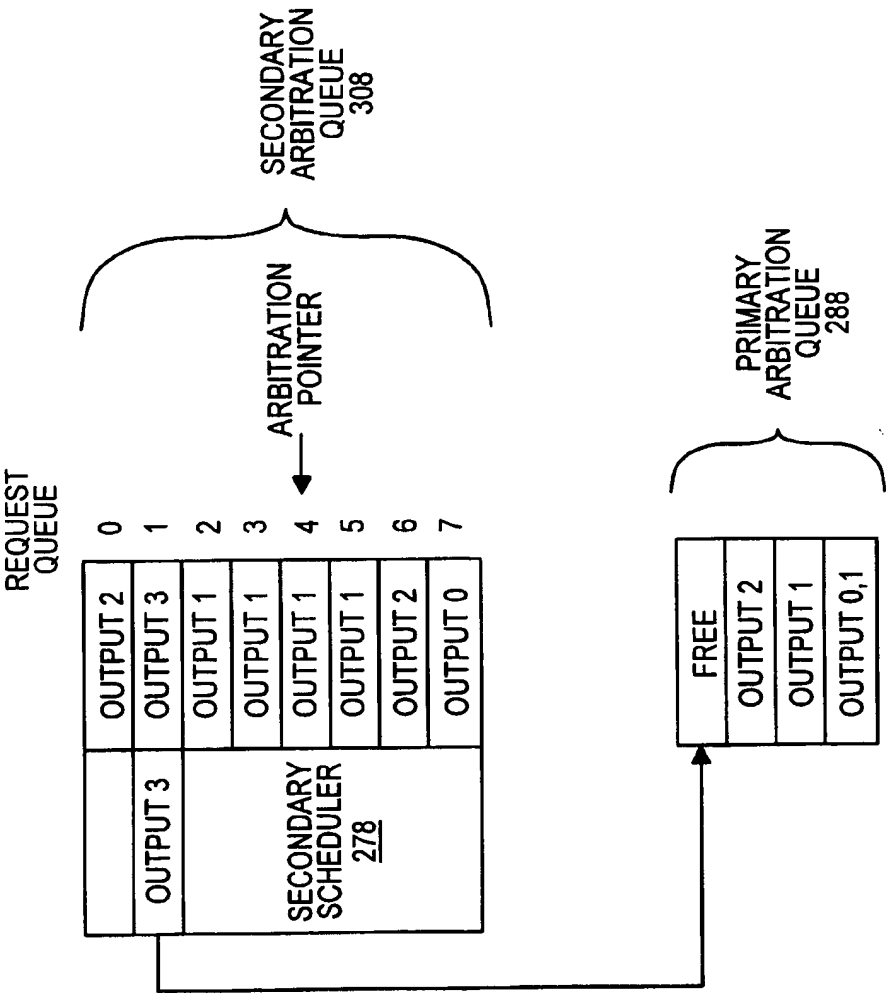 REQUEST
QUEUE
OUTPUT 2
0
OUTPUT 3
OUTPUT 3
1
OUTPUT 1
2
OUTPUT 1
3
OUTPUT 1
4
OUTPUT 1
5
OUTPUT 2
6
OUTPUT 0
7
SECONDARY
SCHEDULER
278
ARBITRATION
POINTER
SECONDARY
ARBITRATION
QUEUE
308
FREE
OUTPUT 2
OUTPUT 1
OUTPUT 0,1
PRIMARY
ARBITRATION
QUEUE
288